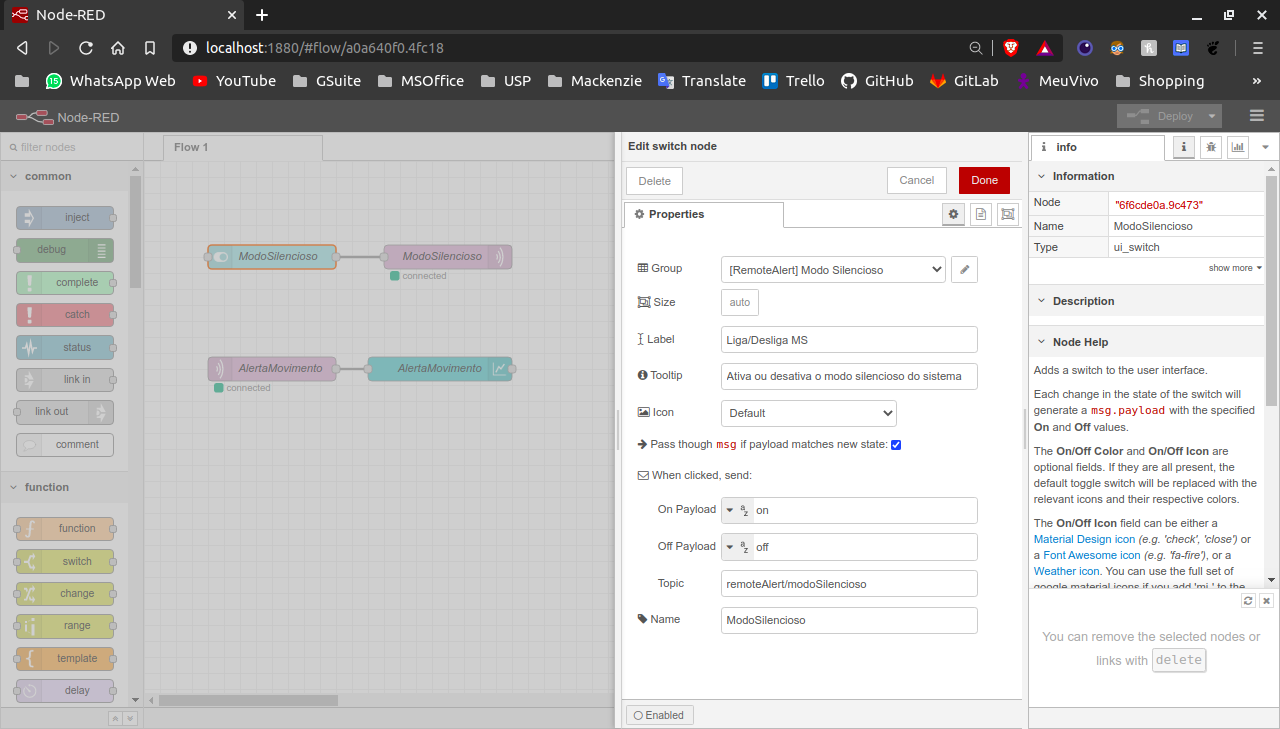 Node-RED
localhost:1880/#flow/a0a640f0.4fc18
WhatsApp Web
YouTube
GSuite
MSOffice
USP
Mackenzie
Translate
Trello
GitHub
GitLab
MeuVivo
Shopping
»
Node-RED
Deploy
filter nodes
common
inject
debug
complete
catch
status
link in
link out
comment
function
function
switch
change
range
template
delay
Flow 1
ModoSilencioso
ModoSilencioso
connected
AlertaMovimento
connected
AlertaMovimento
Edit switch node
Delete
Cancel
Done
Properties
Group
[RemoteAlert] Modo Silencioso
Size
auto
Label
Liga/Desliga MS
Tooltip
Ativa ou desativa o modo silencioso do sistema
Icon
Default
Pass though msg if payload matches new state:
When clicked, send:
On Payload
on
Off Payload
off
Topic
remoteAlert/modoSilencioso
Name
ModoSilencioso
Enabled
info
Information
Node
"6f6cde0a.9c473"
Name
ModoSilencioso
Type
ui_switch
show more
Description
Node Help
Adds a switch to the user interface.
Each change in the state of the switch will
generate a msg.payload with the specified
On and Off values.
The On/Off Color and On/Off Icon are
optional fields. If they are all present, the
default toggle switch will be replaced with the
relevant icons and their respective colors.
The On/Off Icon field can be either a
Material Design icon (e.g. 'check', 'close') or
a Font Awesome icon (e.g. 'fa-fire'), or a
Weather icon. You can use the full set of
google material icons if you add 'mi-' to the
You can remove the selected nodes or
links with delete